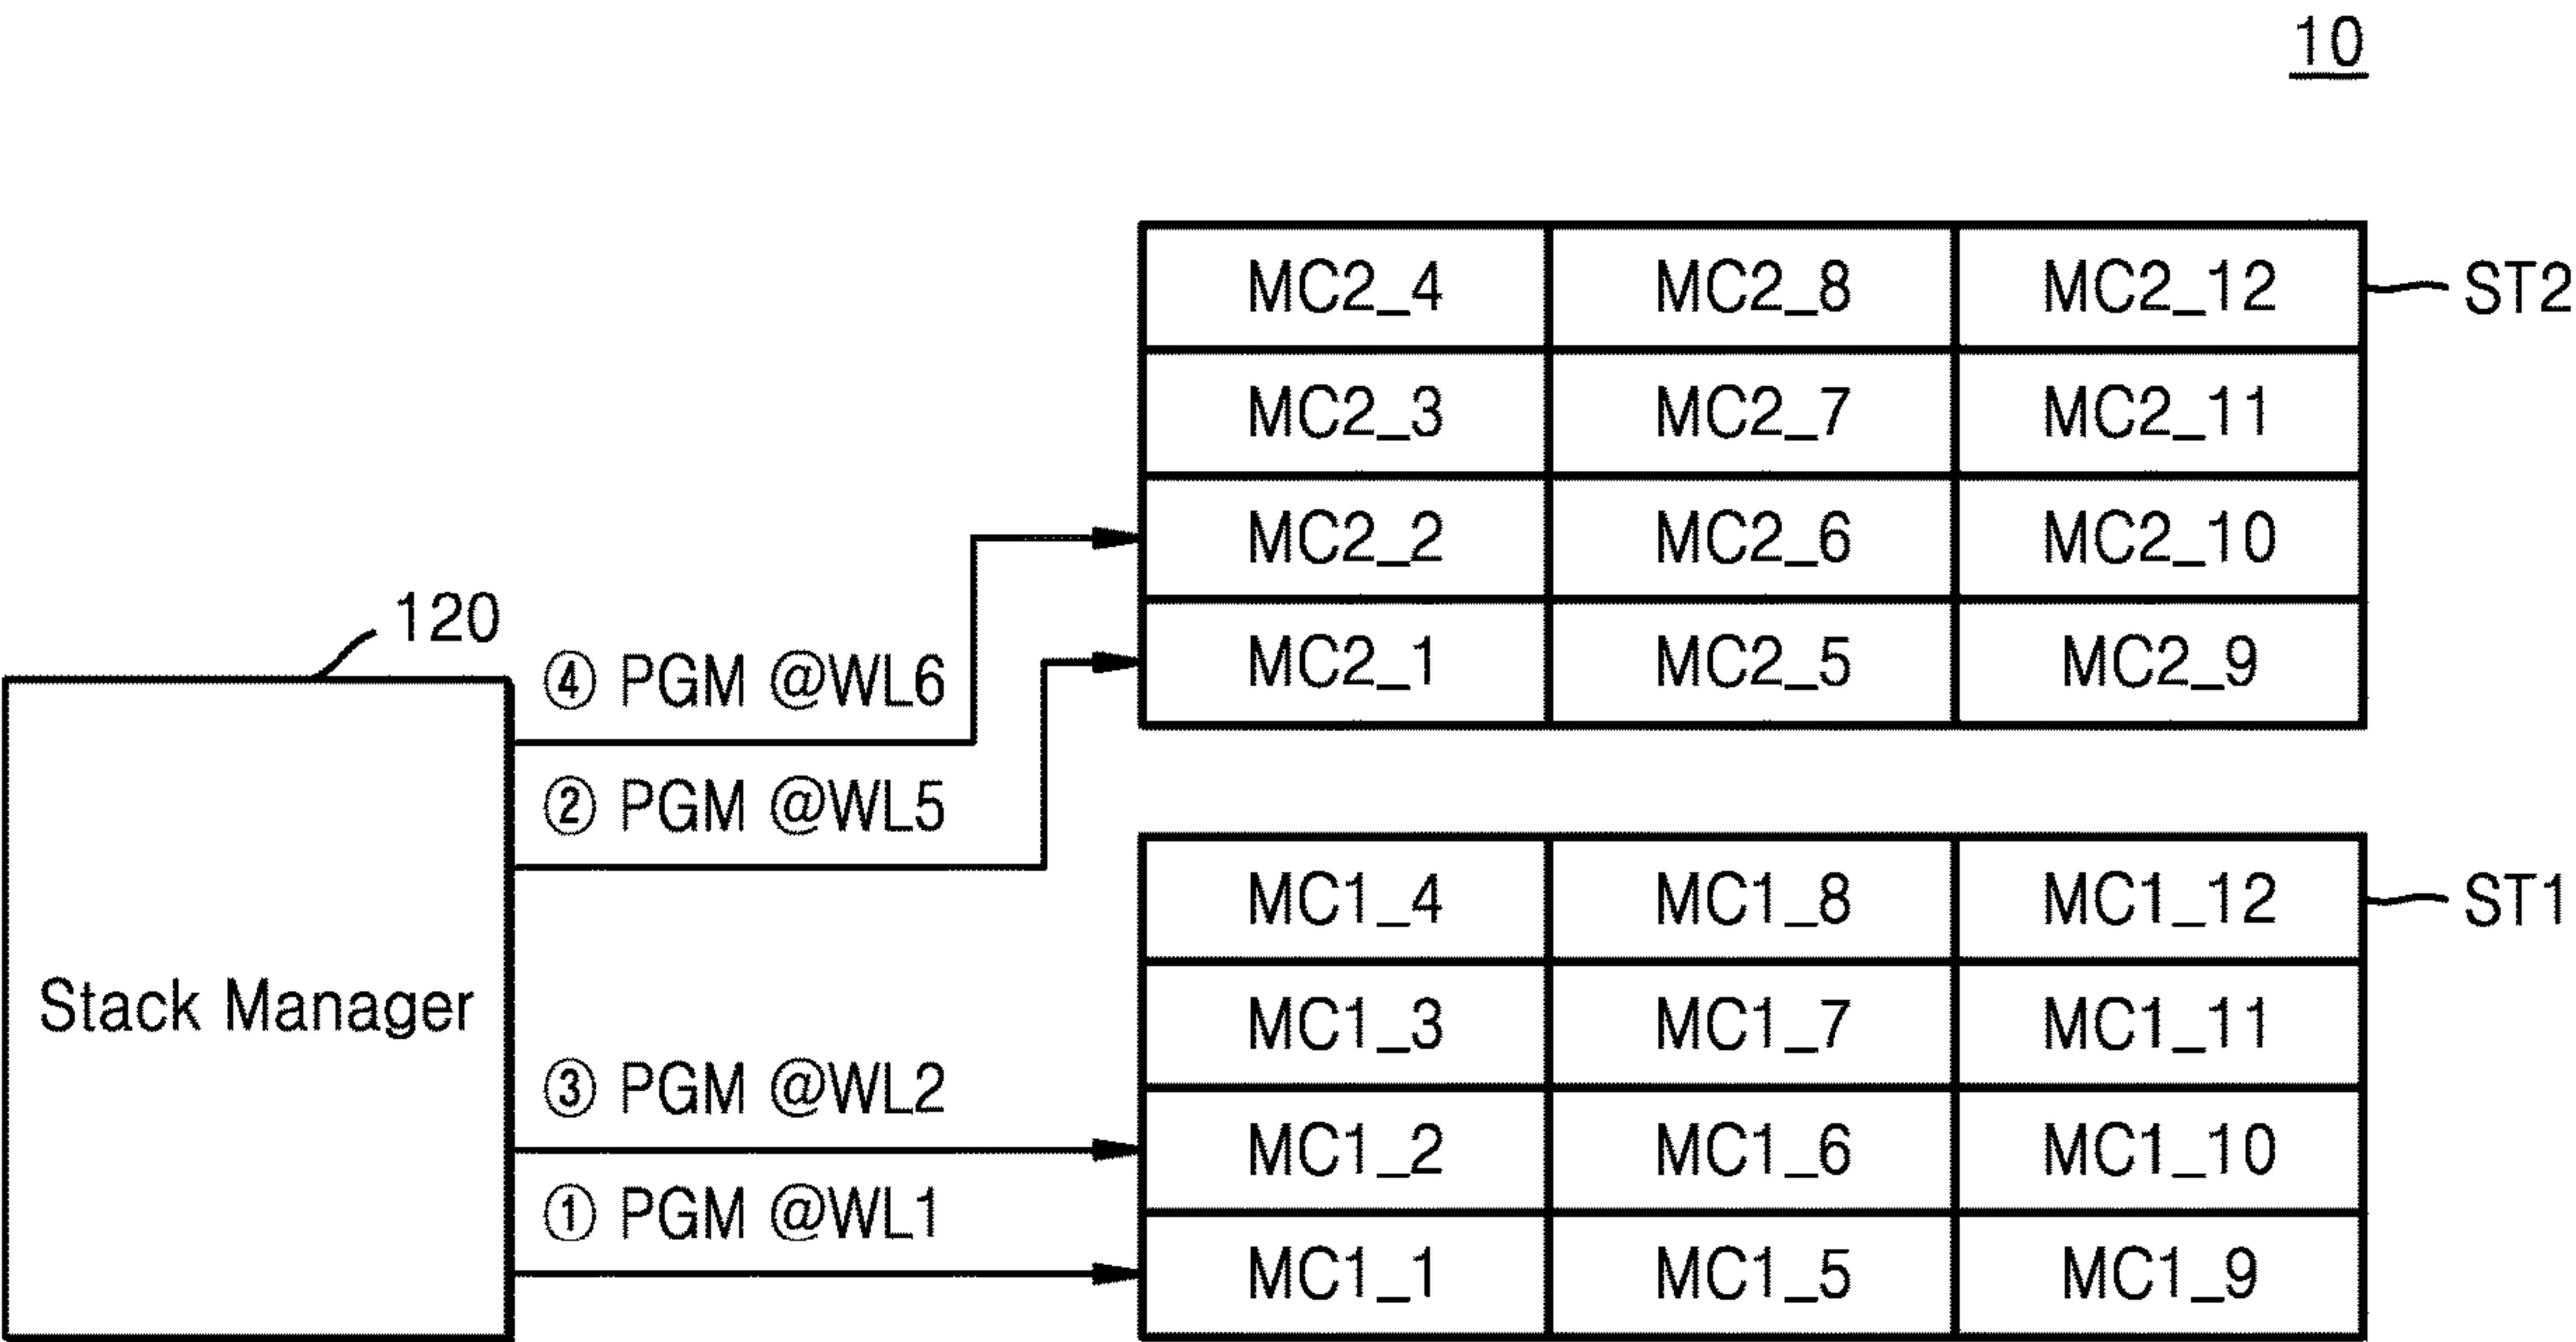 10
MC2_4 MC2_8 MC2_12 ST2
MC2_3 MC2_7 MC2_11
MC2_2 MC2_6 MC2_10
MC2_1 MC2_5 MC2_9
120
④ PGM @WL6
② PGM @WL5
Stack Manager
③ PGM @WL2
① PGM @WL1
MC1_4 MC1_8 MC1_12 ST1
MC1_3 MC1_7 MC1_11
MC1_2 MC1_6 MC1_10
MC1_1 MC1_5 MC1_9